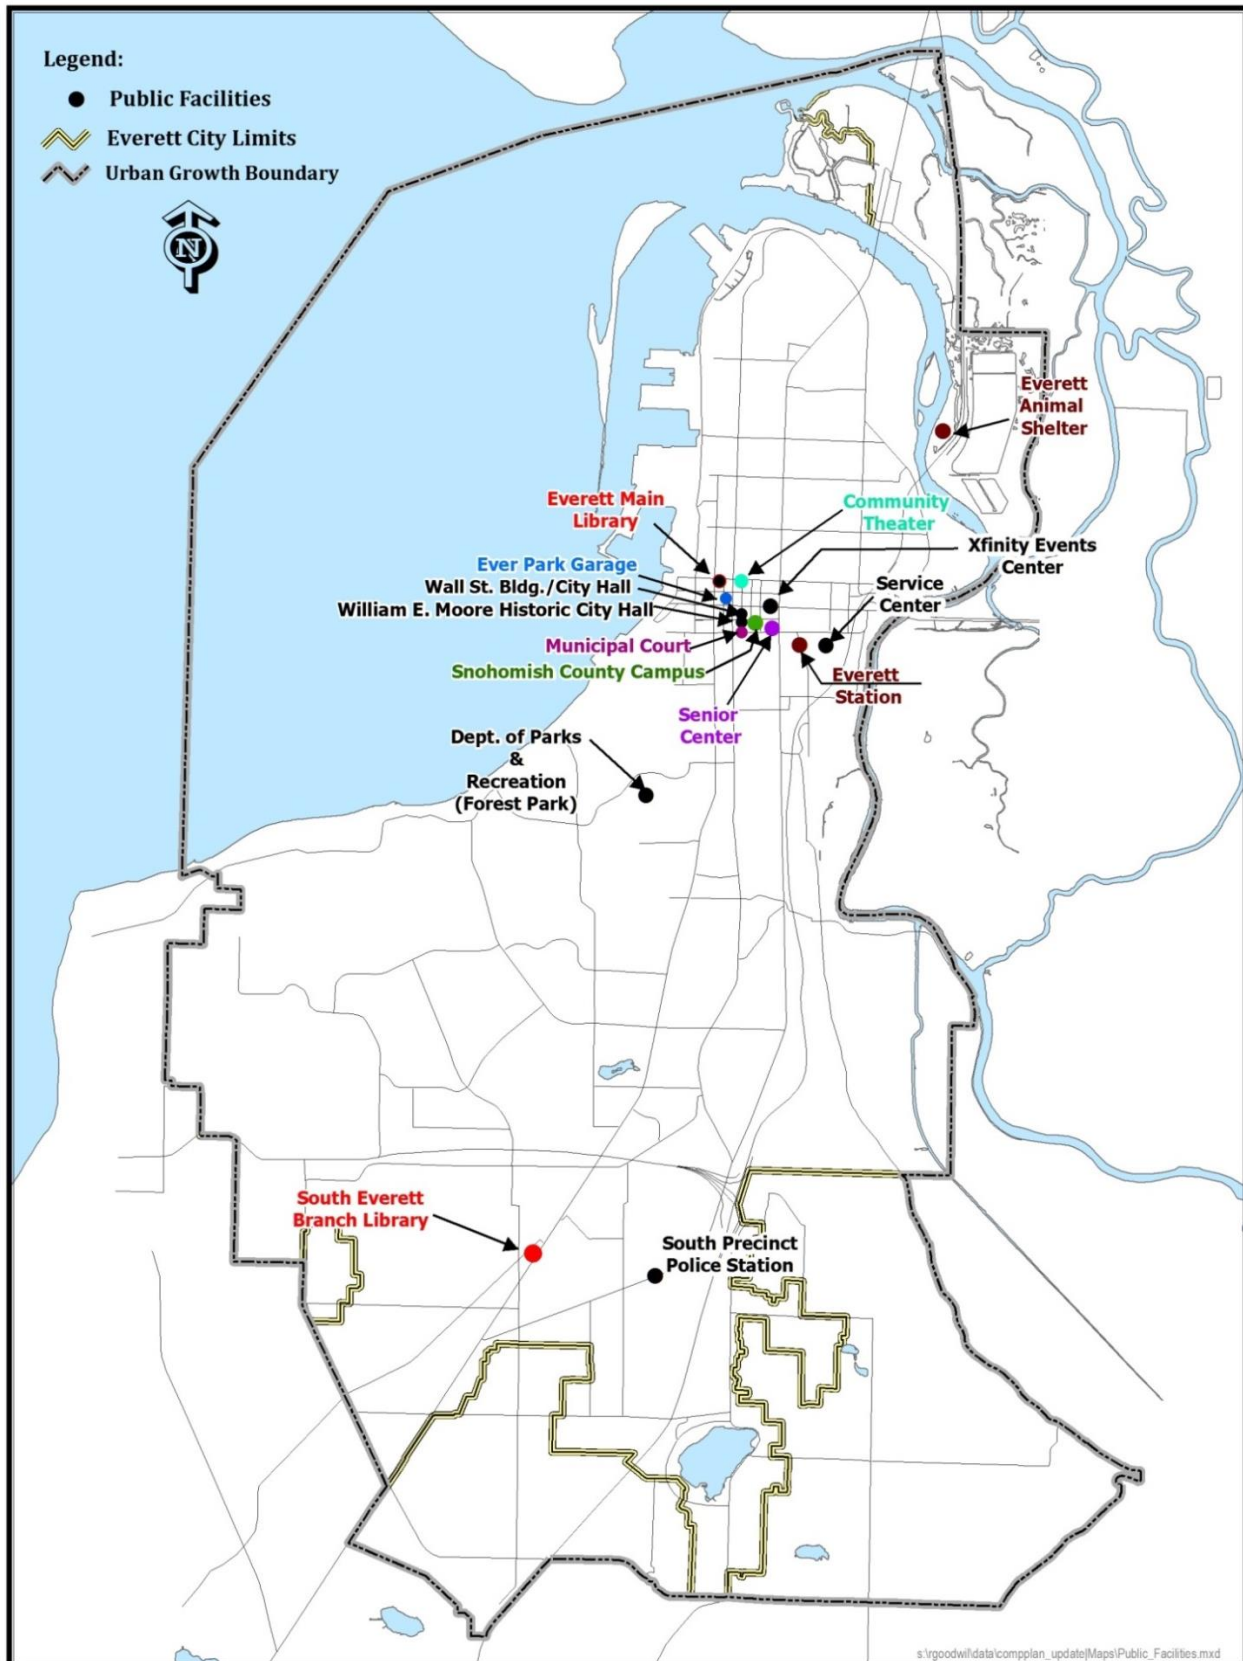 Legend:
Public Facilities
Everett City Limits
Urban Growth Boundary
N
Everett
Animal
Shelter
Everett Main
Library
Community
Theater
Xfinity Events
Center
Ever Park Garage
Wall St. Bldg./City Hall
William E. Moore Historic City Hall
Service
Center
Municipal Court
Snohomish County Campus
Everett
Station
Senior
Center
Dept. of Parks
&
Recreation
(Forest Park)
South Everett
Branch Library
South Precinct
Police Station
s:\rgoodwil\data\compplan_update|Maps\Public_Facilities.mxd